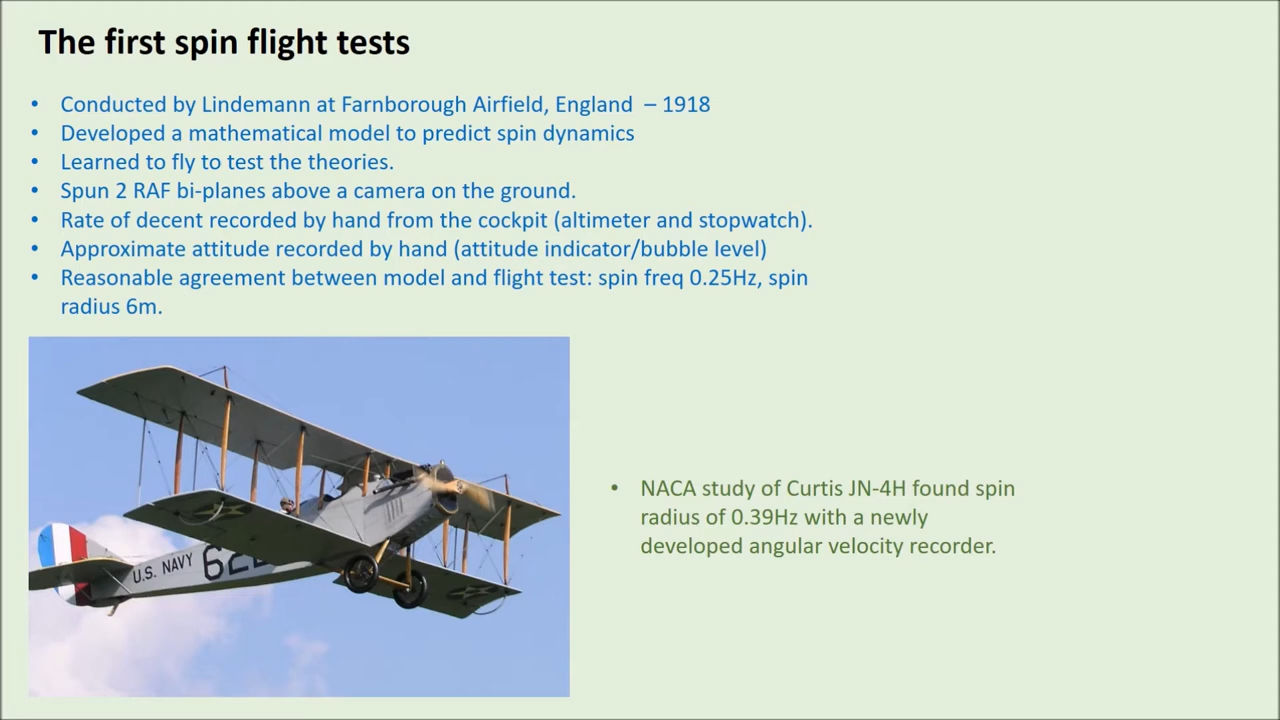 The first spin flight tests
• Conducted by Lindemann at Farnborough Airfield, England – 1918
• Developed a mathematical model to predict spin dynamics
• Learned to fly to test the theories.
• Spun 2 RAF bi-planes above a camera on the ground.
• Rate of decent recorded by hand from the cockpit (altimeter and stopwatch).
• Approximate attitude recorded by hand (attitude indicator/bubble level)
• Reasonable agreement between model and flight test: spin freq 0.25Hz, spin
radius 6m.
• NACA study of Curtis JN-4H found spin
radius of 0.39Hz with a newly
developed angular velocity recorder.
U.S. NAVY